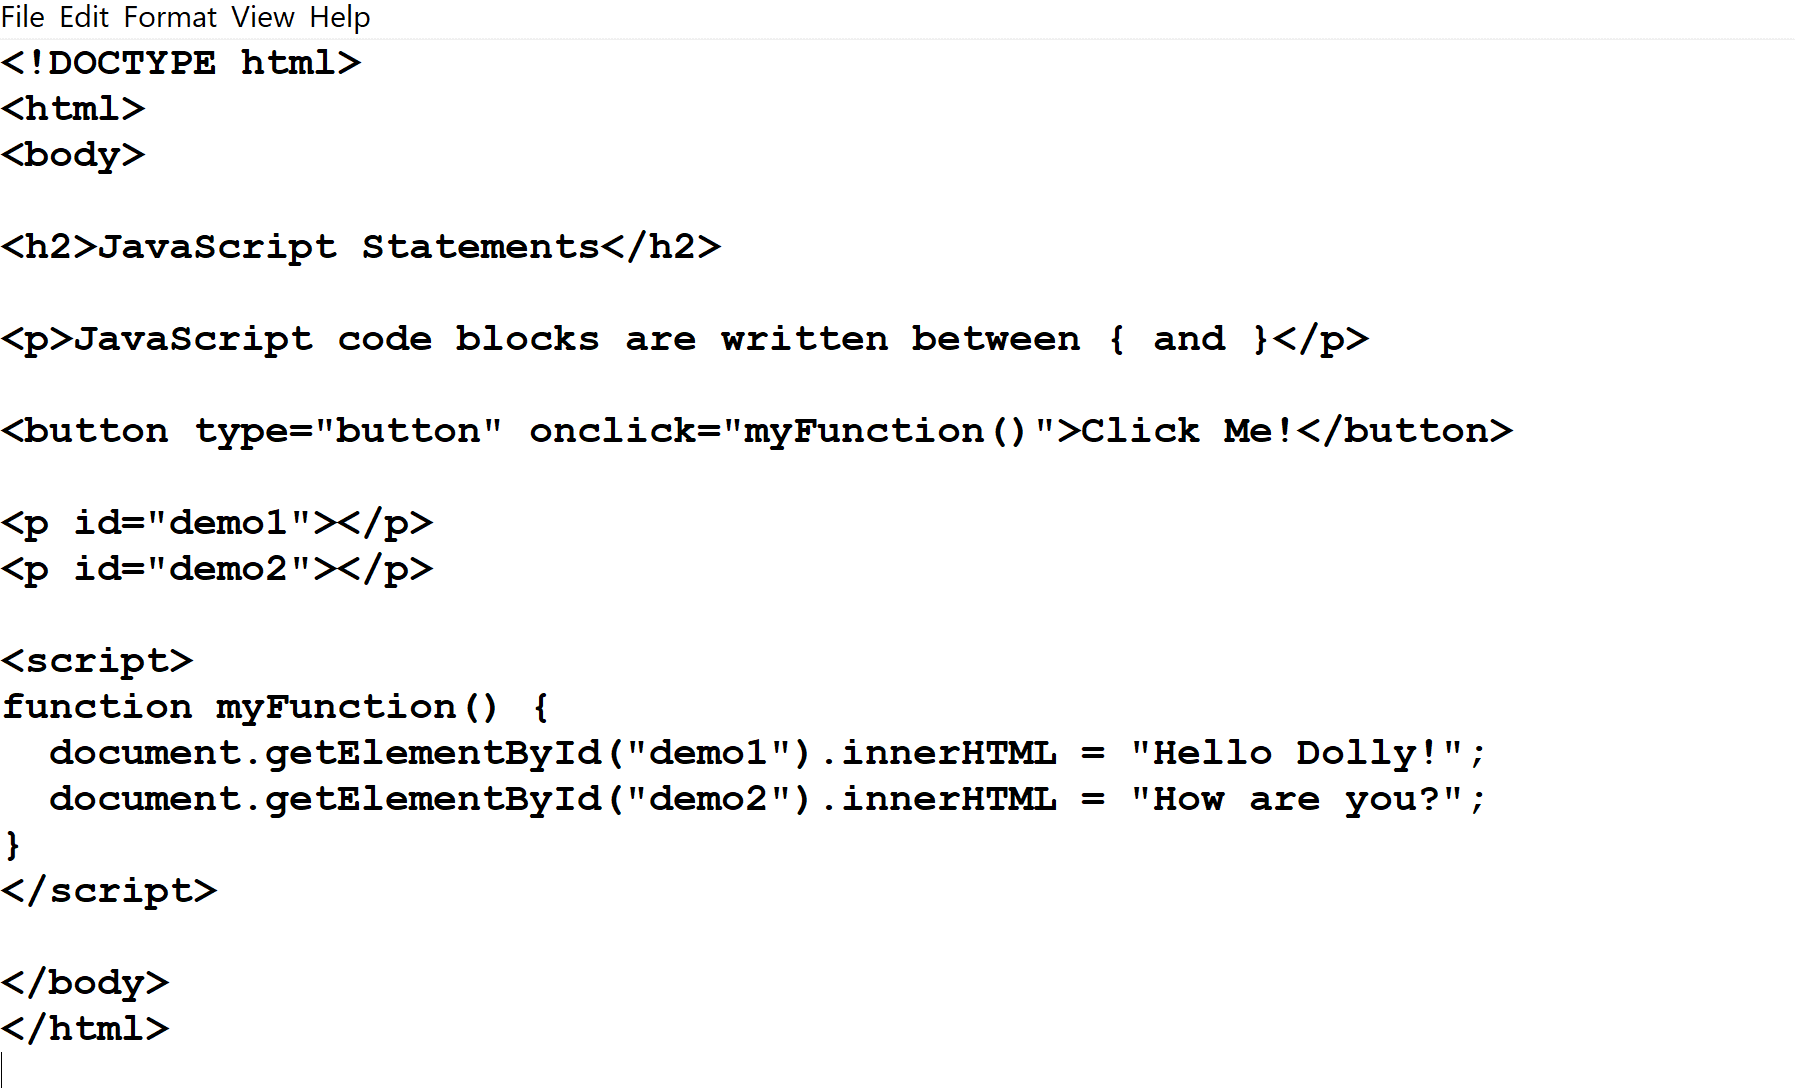 File Edit Format View Help
<!DOCTYPE html>
<html>
<body>
<h2>JavaScript Statements</h2>
<p>JavaScript code blocks are written between { and }</p>
<button type="button" onclick="myFunction()">Click Me!</button>
<p id="demo1"></p>
<p id="demo2"></p>
<script>
function myFunction() {
  document.getElementById("demo1").innerHTML = "Hello Dolly!";
  document.getElementById("demo2").innerHTML = "How are you?";
}
</script>
</body>
</html>